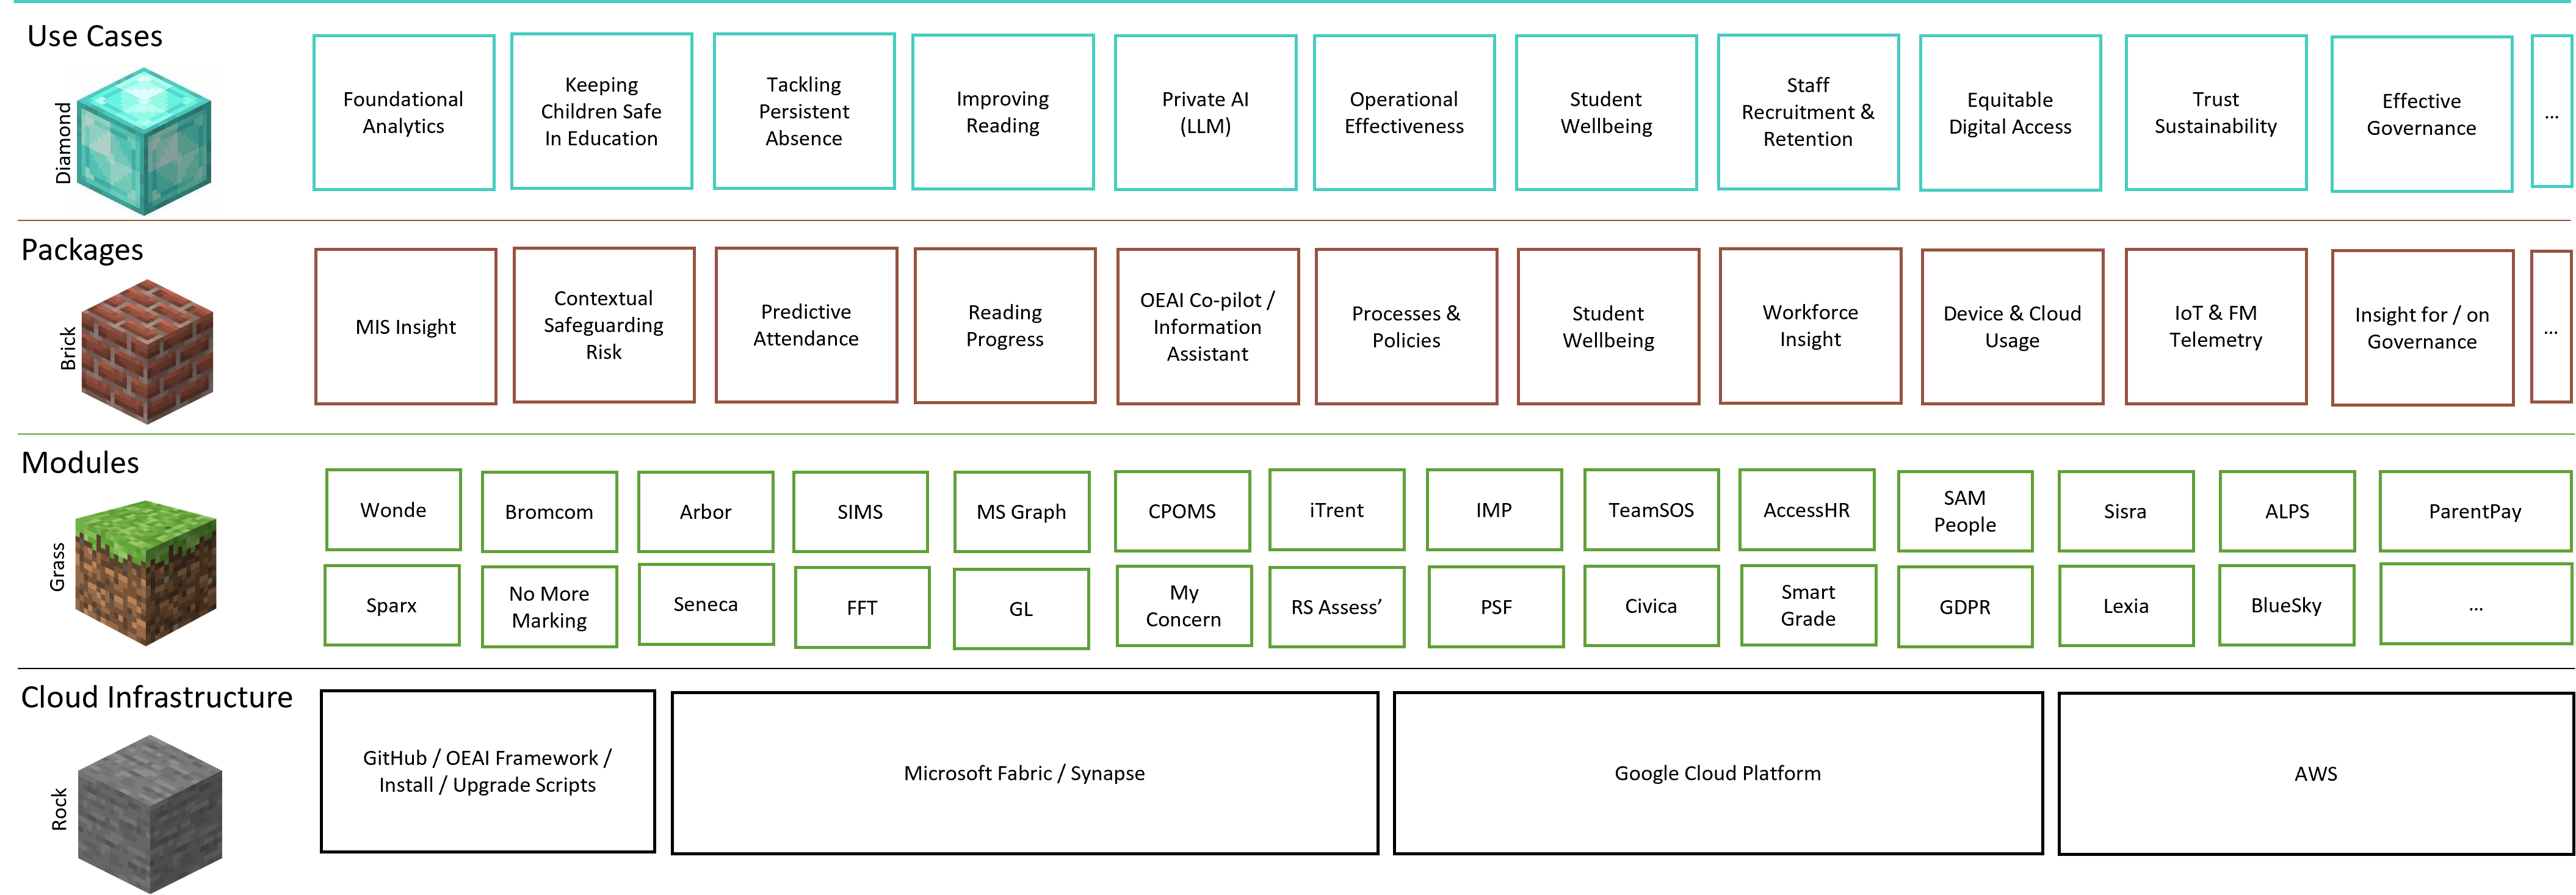 Use Cases
Diamond
Foundational
Analytics
Keeping
Children Safe
In Education
Tackling
Persistent
Absence
Improving
Reading
Private AI
(LLM)
Operational
Effectiveness
Student
Wellbeing
Staff
Recruitment &
Retention
Equitable
Digital Access
Trust
Sustainability
Effective
Governance
...
Packages
Brick
MIS Insight
Contextual
Safeguarding
Risk
Predictive
Attendance
Reading
Progress
OEAI Co-pilot /
Information
Assistant
Processes &
Policies
Student
Wellbeing
Workforce
Insight
Device & Cloud
Usage
IoT & FM
Telemetry
Insight for / on
Governance
...
Modules
Grass
Wonde
Bromcom
Arbor
SIMS
MS Graph
CPOMS
iTrent
IMP
TeamSOS
AccessHR
SAM
People
Sisra
ALPS
ParentPay
Sparx
No More
Marking
Seneca
FFT
GL
My
Concern
RS Assess’
PSF
Civica
Smart
Grade
GDPR
Lexia
BlueSky
...
Cloud Infrastructure
Rock
GitHub / OEAI Framework /
Install / Upgrade Scripts
Microsoft Fabric / Synapse
Google Cloud Platform
AWS